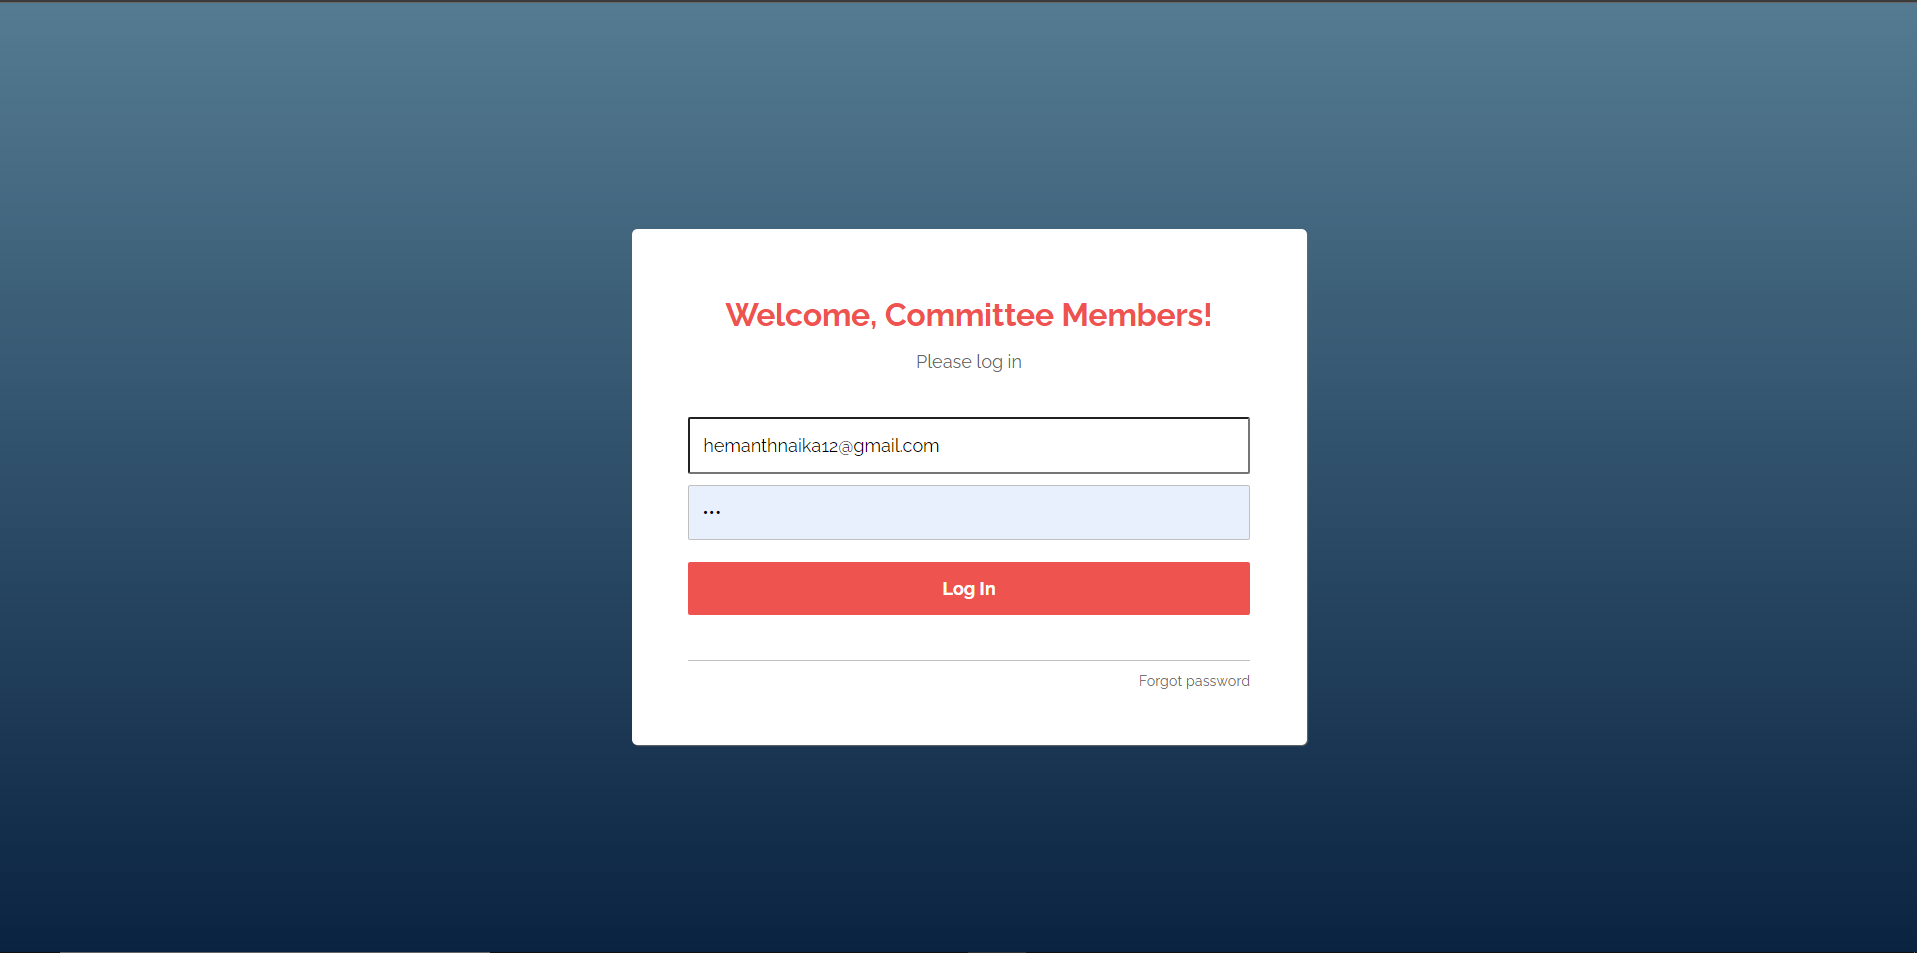 Welcome, Committee Members!
Please log in
hemanthnaika12@gmail.com
•••
Log In
Forgot password